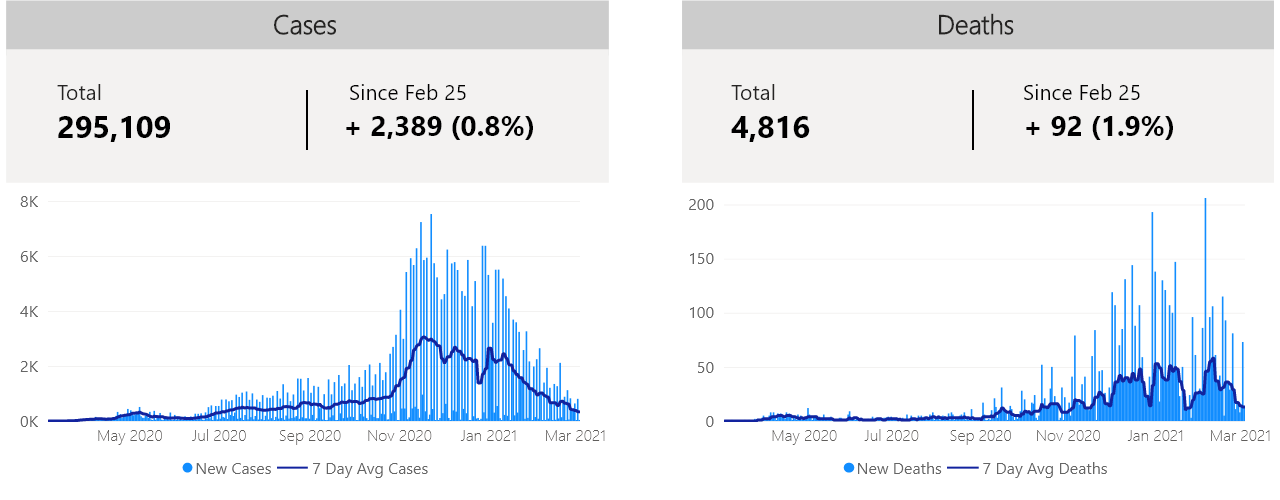 Cases
Total
295,109
Since Feb 25
+ 2,389 (0.8%)
8K
6K
4K
2K
0K
May 2020 Jul 2020 Sep 2020 Nov 2020 Jan 2021 Mar 2021
New Cases 7 Day Avg Cases
Deaths
Total
4,816
Since Feb 25
+ 92 (1.9%)
200
150
100
50
0
May 2020 Jul 2020 Sep 2020 Nov 2020 Jan 2021 Mar 2021
New Deaths 7 Day Avg Deaths